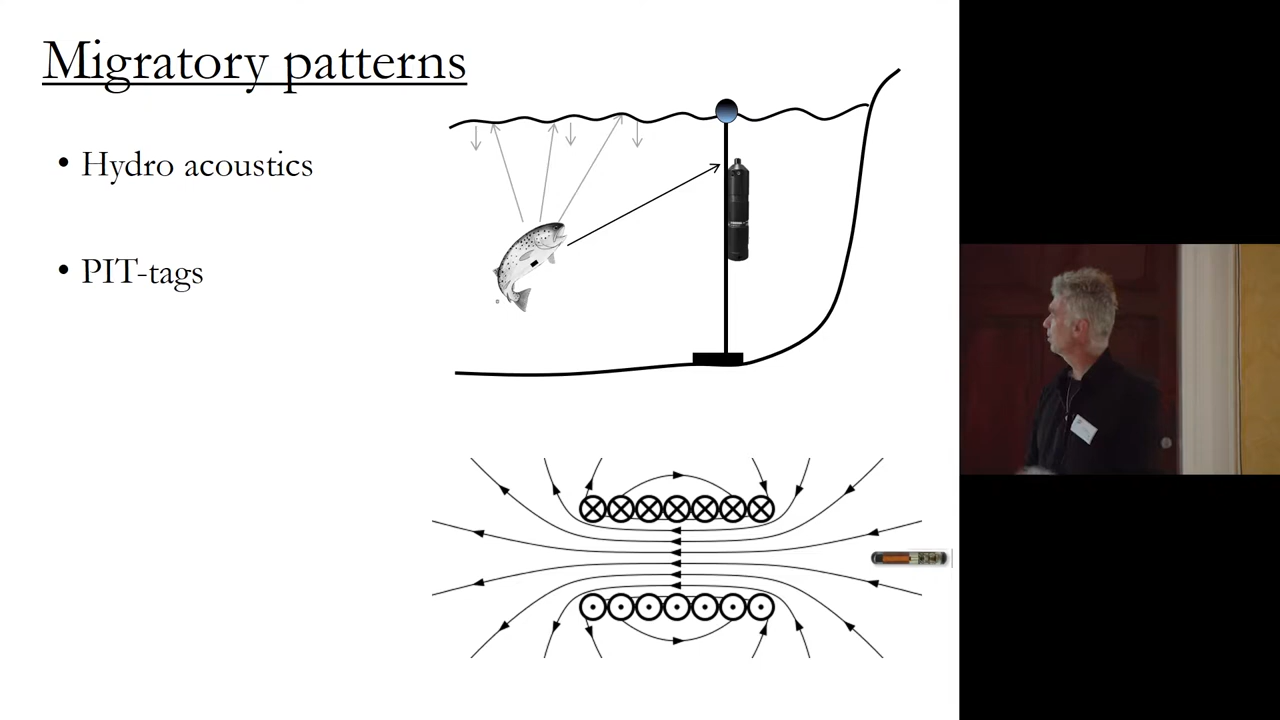 Migratory patterns
• Hydro acoustics
• PIT-tags